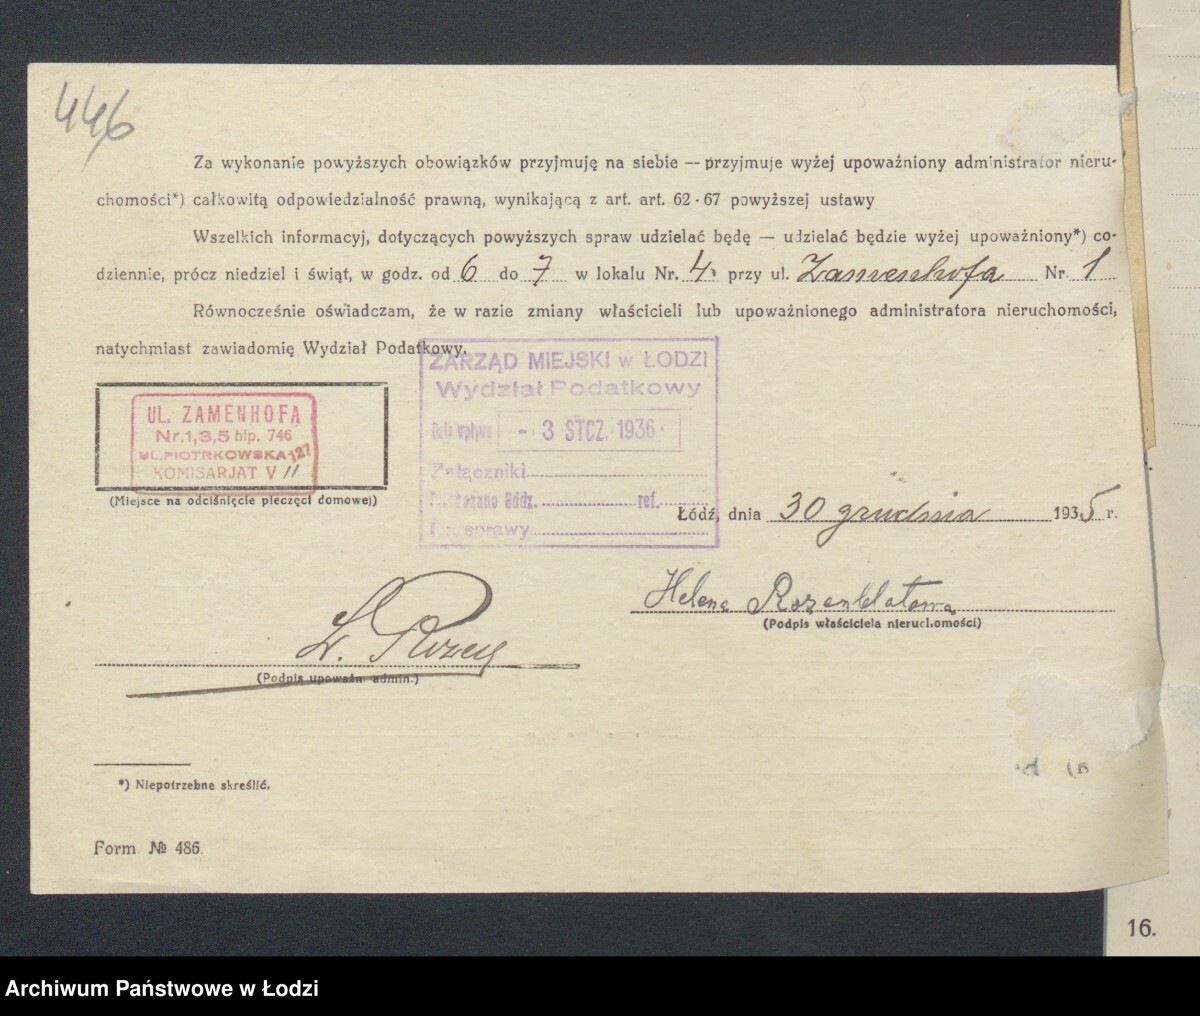 446
Za wykonanie powyższych obowiązków przyjmuję na siebie — przyjmuje wyżej upoważniony administrator nieru-
chomości*) całkowitą odpowiedzialność prawną, wynikającą z art. art. 62-67 powyższej ustawy
Wszelkich informacyj, dotyczących powyższych spraw udzielać będę — udzielać będzie wyżej upoważniony*) co-
dziennie, prócz niedziel i świąt, w godz. od 6 do 7 w lokalu Nr. 4 przy ul. Zamenhofa Nr. 1
Równocześnie oświadczam, że w razie zmiany właścicieli lub upoważnionego administratora nieruchomości,
natychmiast zawiadomię Wydział Podatkowy.
ZARZĄD MIEJSKI w ŁODZI
Wydział Podatkowy
Data wpływu - 3 STCZ. 1936
Załączniki
Oddz. ref.
Nr. sprawy
UL. ZAMENHOFA
Nr. 1,3,5 hip. 746
UL. PIOTRKOWSKA 127
KOMISARJAT V 11
(Miejsce na odciśnięcie pieczęci domowej)
Łódź, dnia 30 grudnia 1935 r.
Helena Rozenblatowa
(Podpis właściciela nieruchomości)
(Podpis upoważn. admin.)
*) Niepotrzebne skreślić.
Form № 486
16.
Archiwum Państwowe w Łodzi